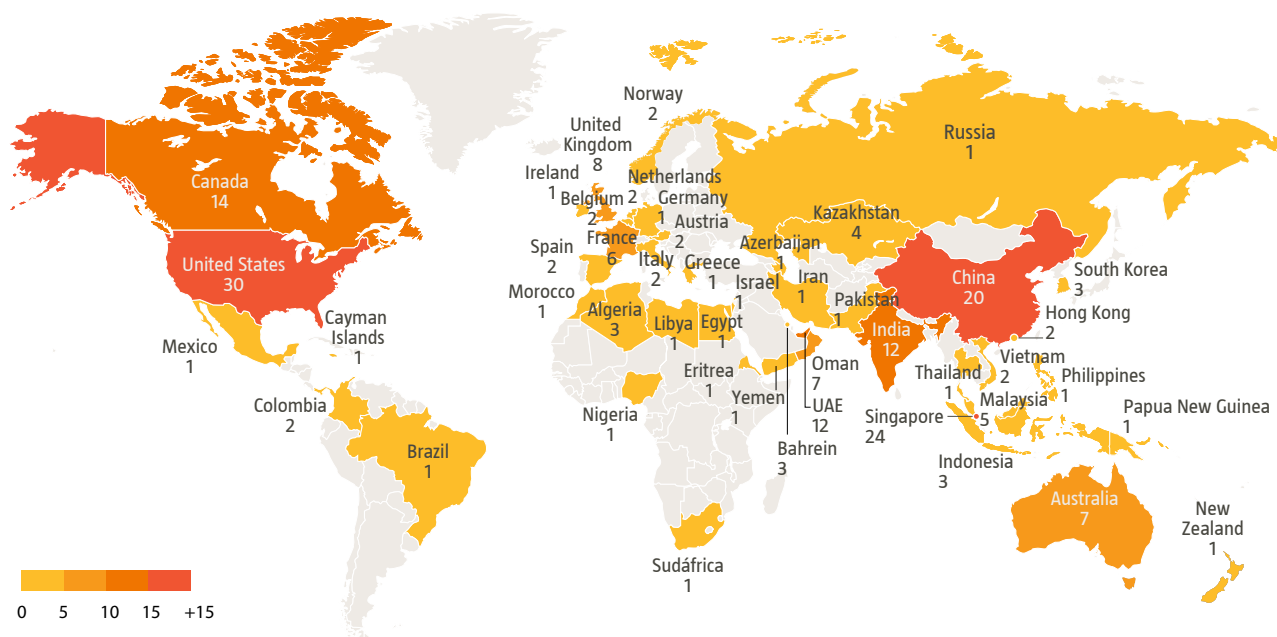 Norway
2
United
Kingdom
8
Russia
1
Ireland
1
Netherlands
2
Canada
14
Belgium
2
Germany
1
Austria
2
Kazakhstan
4
Spain
2
France
6
Italy
2
Greece
1
Azerbaijan
1
United States
30
Israel
1
Iran
1
China
20
South Korea
3
Morocco
1
Algeria
3
Libya
1
Egypt
1
Pakistan
1
India
12
Hong Kong
2
Cayman
Islands
1
Mexico
1
Eritrea
1
Yemen
1
Oman
7
UAE
12
Bahrein
3
Thailand
1
Vietnam
2
Philippines
1
Malaysia
5
Singapore
24
Papua New Guinea
1
Indonesia
3
Colombia
2
Nigeria
1
Brazil
1
Australia
7
New
Zealand
1
Sudáfrica
1
0 5 10 15 +15